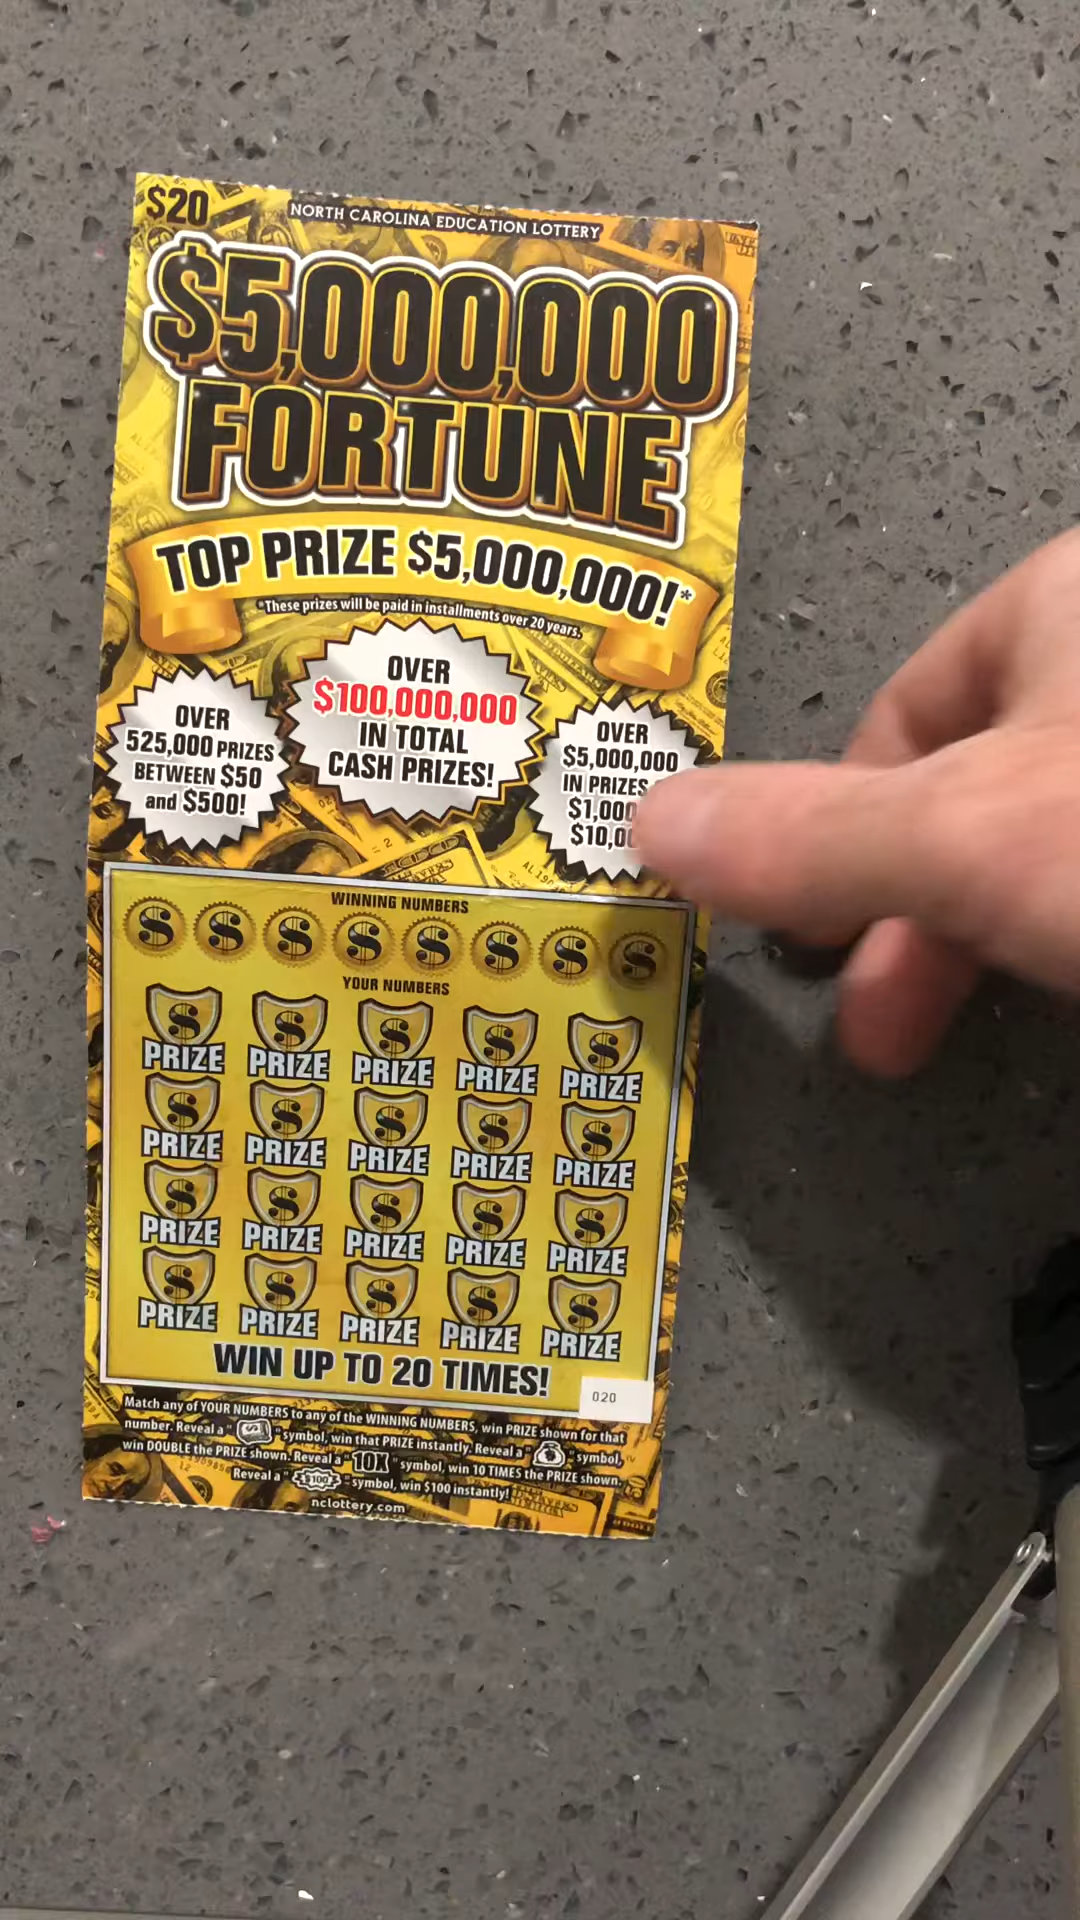 $20
NORTH CAROLINA EDUCATION LOTTERY
$5,000,000
FORTUNE
TOP PRIZE $5,000,000!*
*These prizes will be paid in installments over 20 years.
OVER
525,000 PRIZES
BETWEEN $50
and $500!
OVER
$100,000,000
IN TOTAL
CASH PRIZES!
OVER
$5,000,000
IN PRIZES
$1,000
$10,00
WINNING NUMBERS
$ $ $ $ $ $ $ $
YOUR NUMBERS
$ $ $ $ $
PRIZE PRIZE PRIZE PRIZE PRIZE
$ $ $ $ $
PRIZE PRIZE PRIZE PRIZE PRIZE
$ $ $ $ $
PRIZE PRIZE PRIZE PRIZE PRIZE
$ $ $ $ $
PRIZE PRIZE PRIZE PRIZE PRIZE
WIN UP TO 20 TIMES!
020
Match any of YOUR NUMBERS to any of the WINNING NUMBERS, win PRIZE shown for that
number. Reveal a " " symbol, win that PRIZE instantly. Reveal a " " symbol,
win DOUBLE the PRIZE shown. Reveal a "10X" symbol, win 10 TIMES the PRIZE shown.
Reveal a "$100" symbol, win $100 instantly!
nclottery.com